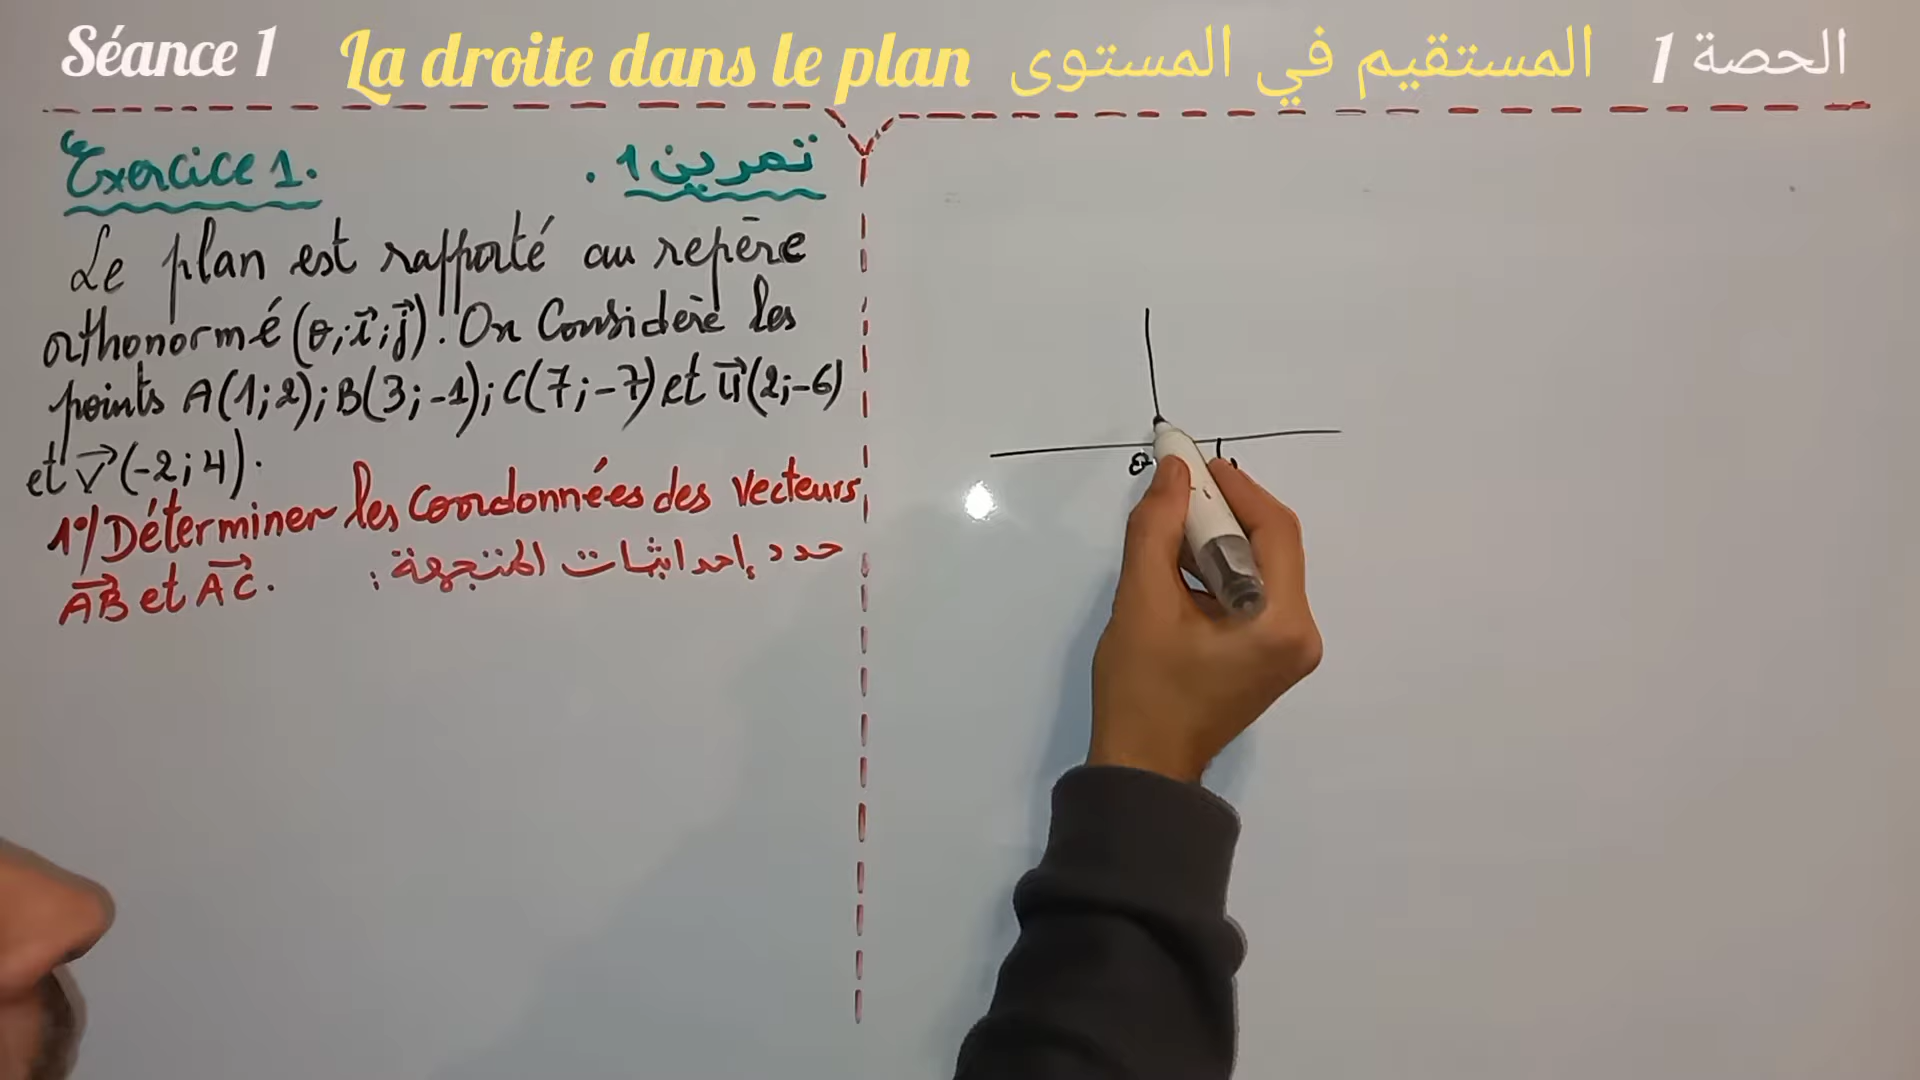 Séance 1 La droite dans le plan المستقيم في المستوى الحصة 1
Exercice 1. تمرين 1.
Le plan est rapporté au repère
orthonormé (o; i⃗; j⃗). On Considère les
points A(1;2); B(3;-1); C(7;-7) et u⃗(2;-6)
et v⃗(-2;4).
1°/ Déterminer les Coordonnées des Vecteurs
AB⃗ et AC⃗. حدد إحداثيات المتجهة: